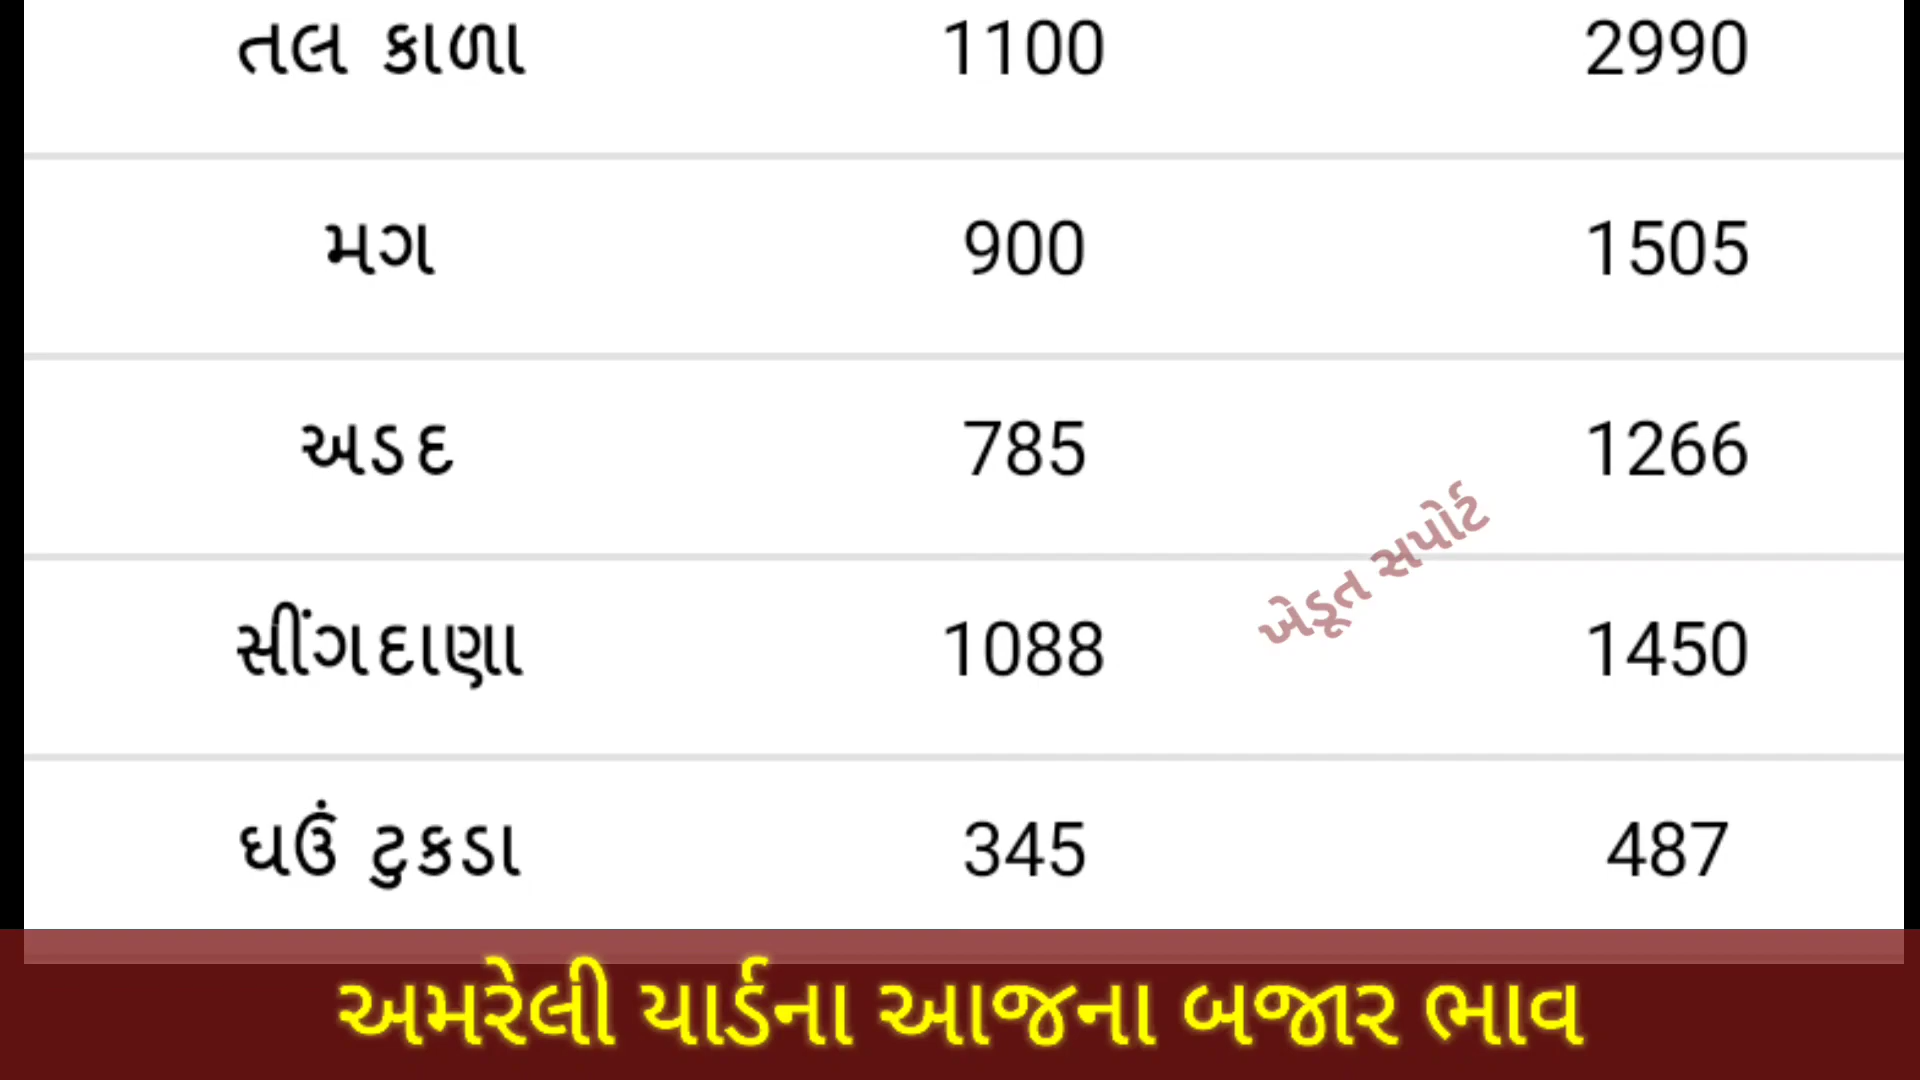 તલ કાળા 1100 2990
મગ 900 1505
અડદ 785 1266
ખેડૂત સપોર્ટ
સીંગદાણા 1088 1450
ઘઉં ટુકડા 345 487
અમરેલી યાર્ડના આજના બજાર ભાવ